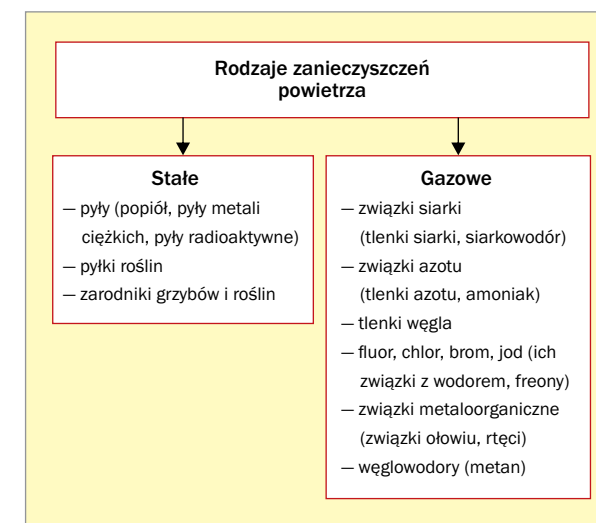 Rodzaje zanieczyszczeń
powietrza
Stałe
— pyły (popiół, pyły metali
ciężkich, pyły radioaktywne)
— pyłki roślin
— zarodniki grzybów i roślin
Gazowe
— związki siarki
(tlenki siarki, siarkowodór)
— związki azotu
(tlenki azotu, amoniak)
— tlenki węgla
— fluor, chlor, brom, jod (ich
związki z wodorem, freony)
— związki metaloorganiczne
(związki ołowiu, rtęci)
— węglowodory (metan)